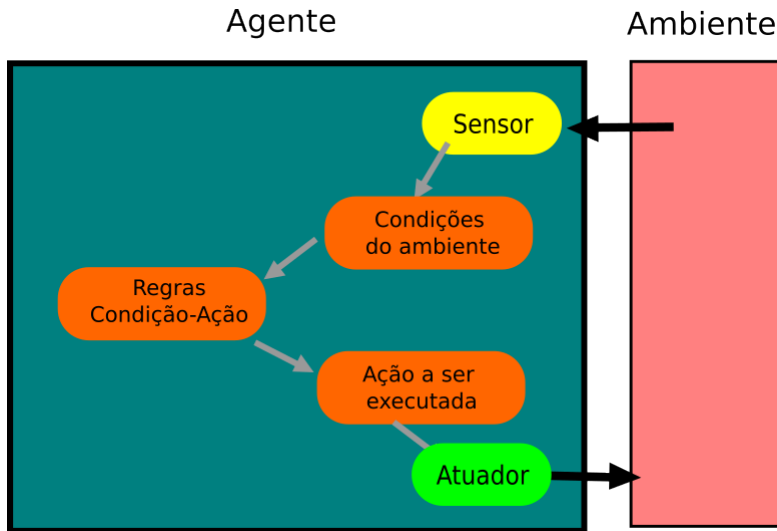 Agente
Ambiente
Sensor
Condições
do ambiente
Regras
Condição-Ação
Ação a ser
executada
Atuador